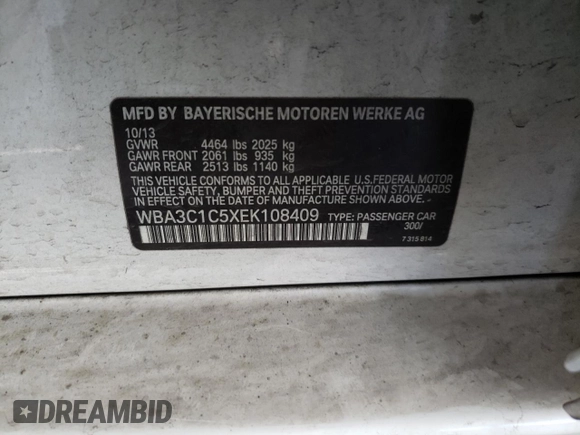 MFD BY BAYERISCHE MOTOREN WERKE AG
10/13
GVWR 4464 lbs 2025 kg
GAWR FRONT 2061 lbs 935 kg
GAWR REAR 2513 lbs 1140 kg
THIS VEHICLE CONFORMS TO ALL APPLICABLE U.S.FEDERAL MOTOR
VEHICLE SAFETY, BUMPER AND THEFT PREVENTION STANDARDS
IN EFFECT ON THE DATE OF MANUFACTURE SHOWN ABOVE.
WBA3C1C5XEK108409 TYPE: PASSENGER CAR
300/
7 315 814
DREAMBID